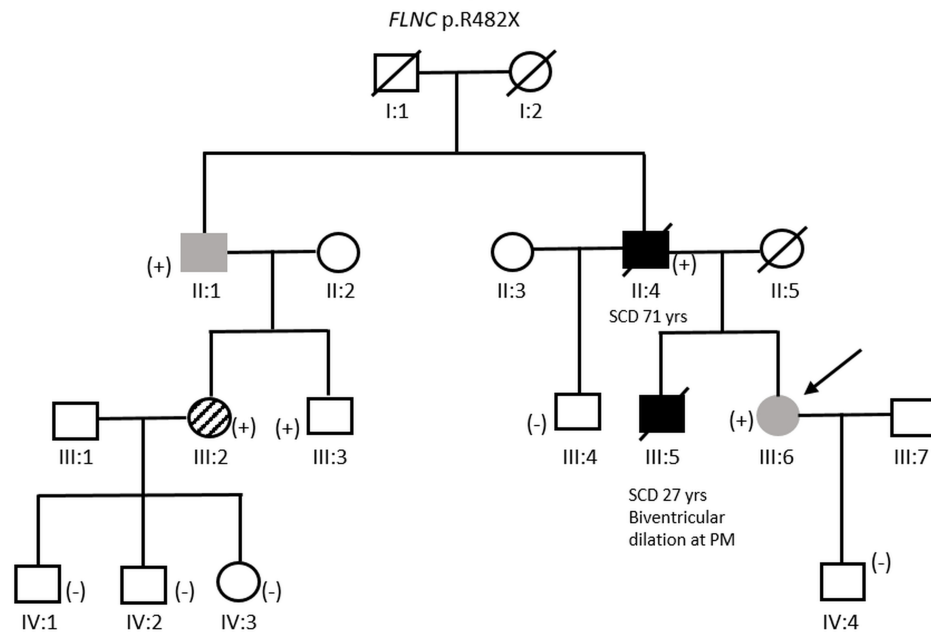 FLNC p.R482X
I:1
I:2
(+)
II:1
II:2
II:3
(+)
II:4
II:5
SCD 71 yrs
III:1
(+)
III:2
(+)
III:3
(-)
III:4
III:5
(+)
III:6
III:7
SCD 27 yrs
Biventricular
dilation at PM
(-)
IV:1
(-)
IV:2
(-)
IV:3
(-)
IV:4